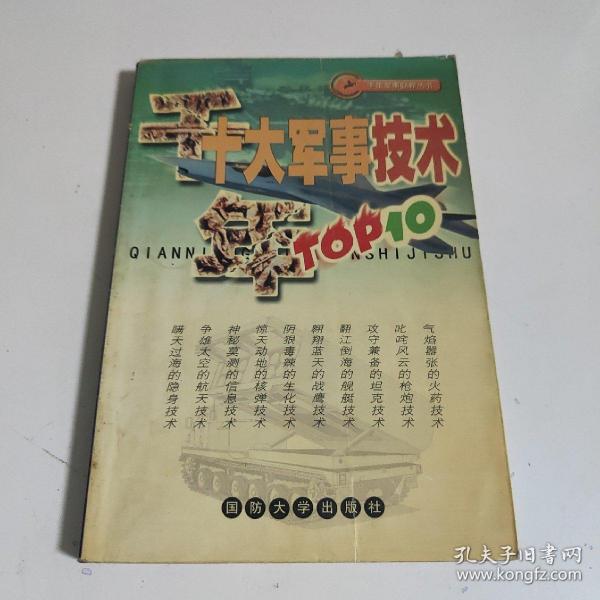 千年
十大军事技术
TOP10
QIANNI
NSHIJISHU
气焰嚣张的火药技术
叱咤风云的枪炮技术
攻守兼备的坦克技术
翻江倒海的舰艇技术
翱翔蓝天的战鹰技术
阴狠毒辣的生化技术
惊天动地的核弹技术
神秘莫测的信息技术
争雄太空的航天技术
瞒天过海的隐身技术
国防大学出版社
孔夫子旧书网
www.kongfz.com